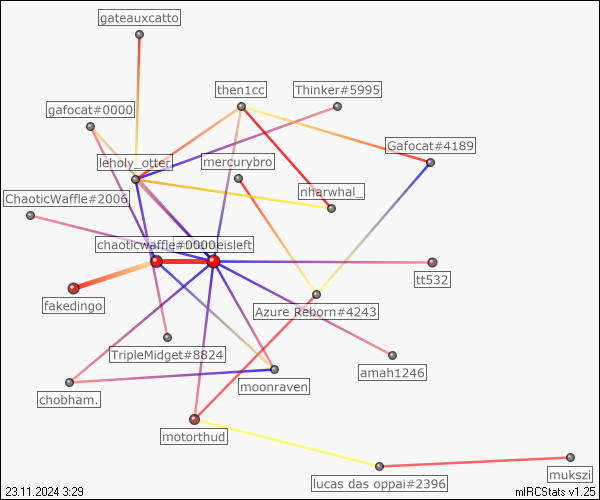 gateauxcatto
then1cc
Thinker#5995
gafocat#0000
Gafocat#4189
leholy_otter
mercurybro
nharwhal_
ChaoticWaffle#2006
chaoticwaffle#0000eisleft
tt532
fakedingo
Azure Reborn#4243
TripleMidget#8824
amah1246
moonraven
chobham.
motorthud
lucas das oppai#2396
mukszi
23.11.2024 3:29
mIRCStats v1.25